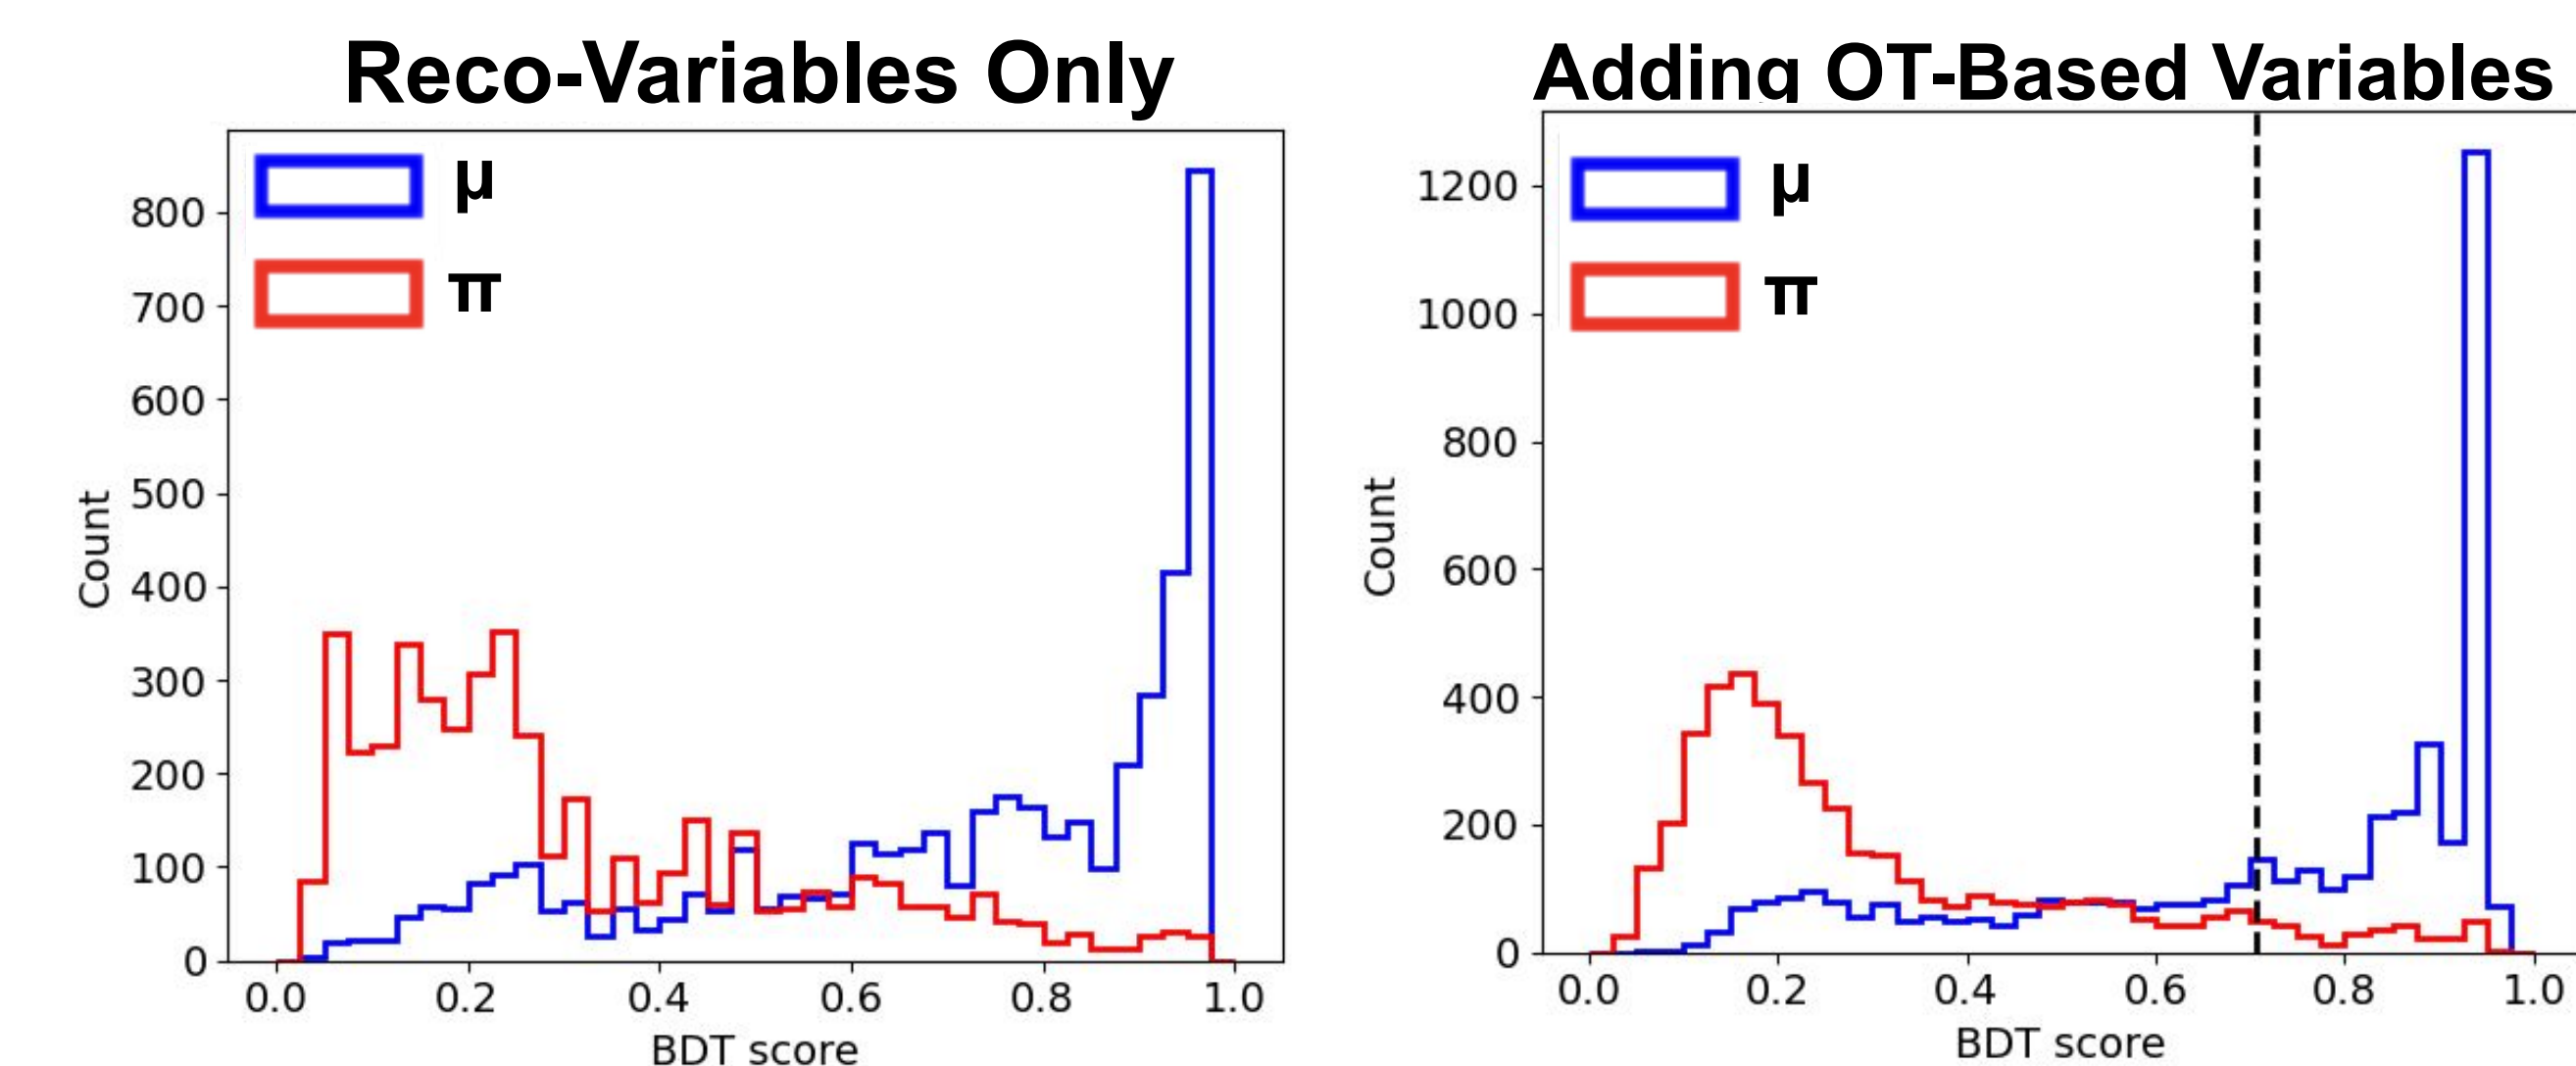 Reco-Variables Only
μ
π
Count
800
700
600
500
400
300
200
100
0
0.0 0.2 0.4 0.6 0.8 1.0
BDT score
Adding OT-Based Variables
μ
π
Count
1200
1000
800
600
400
200
0
0.0 0.2 0.4 0.6 0.8 1.0
BDT score